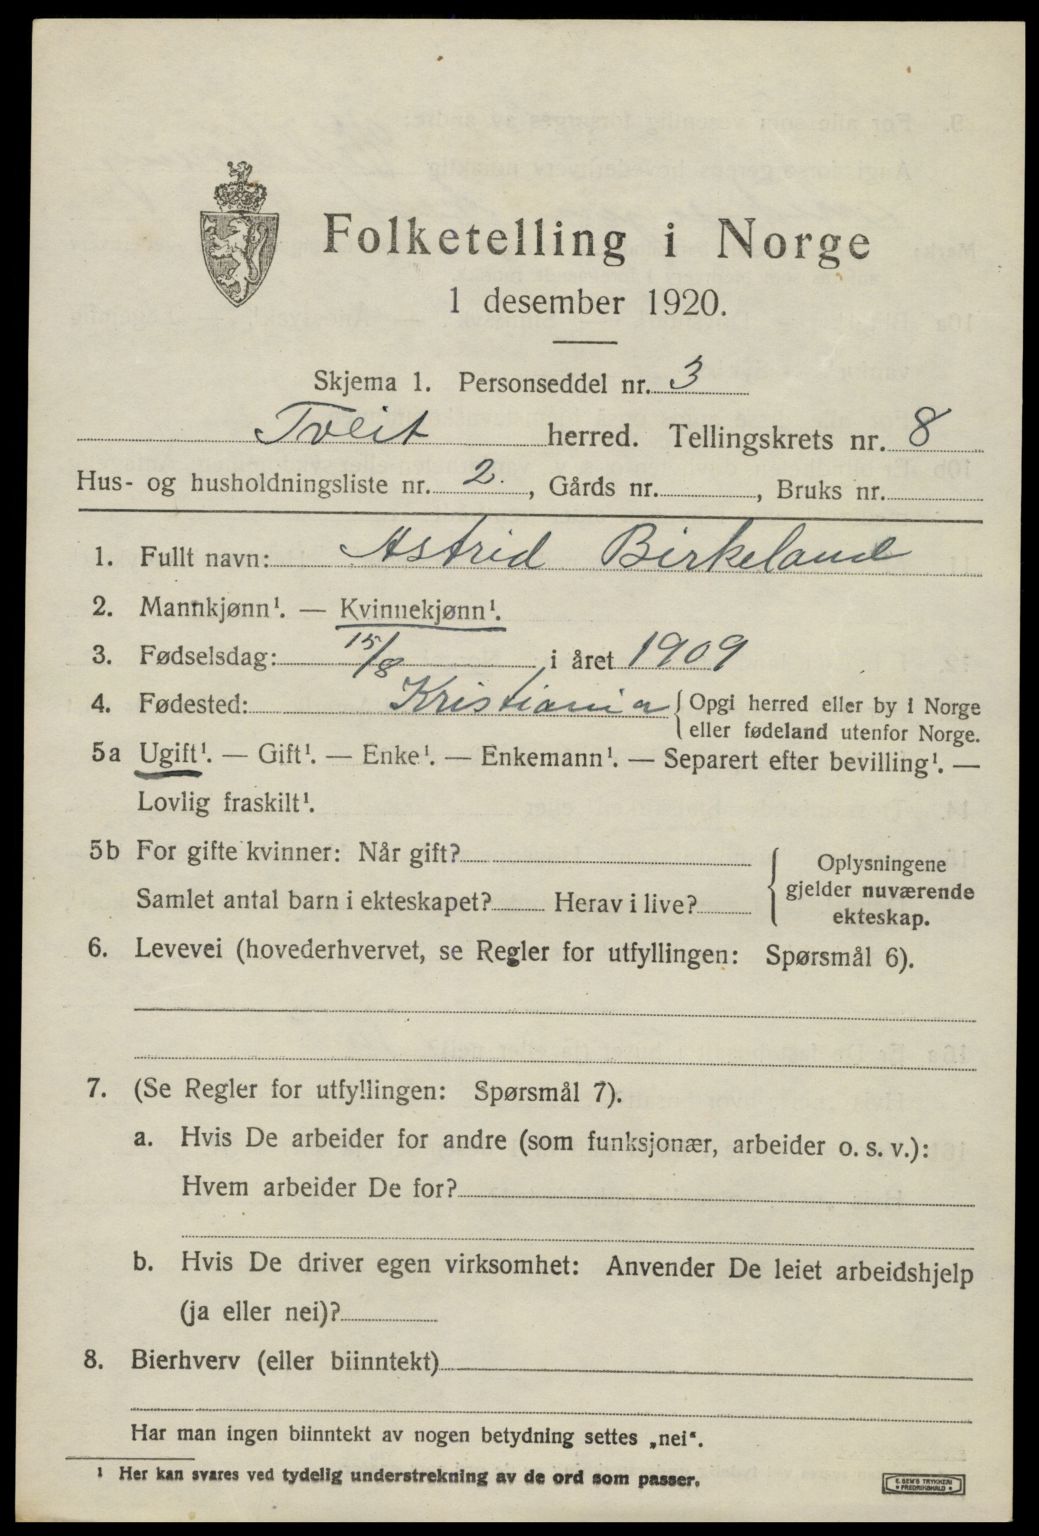 Folketelling i Norge
1 desember 1920.
Skjema 1. Personseddel nr. 3
Tveit herred. Tellingskrets nr. 8
Hus- og husholdningsliste nr. 2. , Gårds nr. , Bruks nr.
1. Fullt navn: Astrid Birkeland
2. Mannkjønn¹. — Kvinnekjønn¹.
3. Fødselsdag: 15/8 i året 1909
4. Fødested: Kristiania { Opgi herred eller by i Norge
eller fødeland utenfor Norge.
5a Ugift¹. — Gift¹. — Enke¹. — Enkemann¹. — Separert efter bevilling¹. —
Lovlig fraskilt¹.
5b For gifte kvinner: Når gift?
Samlet antal barn i ekteskapet? Herav i live?
{ Oplysningene
gjelder nuværende
ekteskap.
6. Levevei (hovederhvervet, se Regler for utfyllingen: Spørsmål 6).
7. (Se Regler for utfyllingen: Spørsmål 7).
a. Hvis De arbeider for andre (som funksjonær, arbeider o. s. v.):
Hvem arbeider De for?
b. Hvis De driver egen virksomhet: Anvender De leiet arbeidshjelp
(ja eller nei)?
8. Bierhverv (eller biinntekt)
Har man ingen biinntekt av nogen betydning settes „nei“.
¹ Her kan svares ved tydelig understrekning av de ord som passer.
E. SEM'S TRYKKERI
• FREDRIKSHALD •